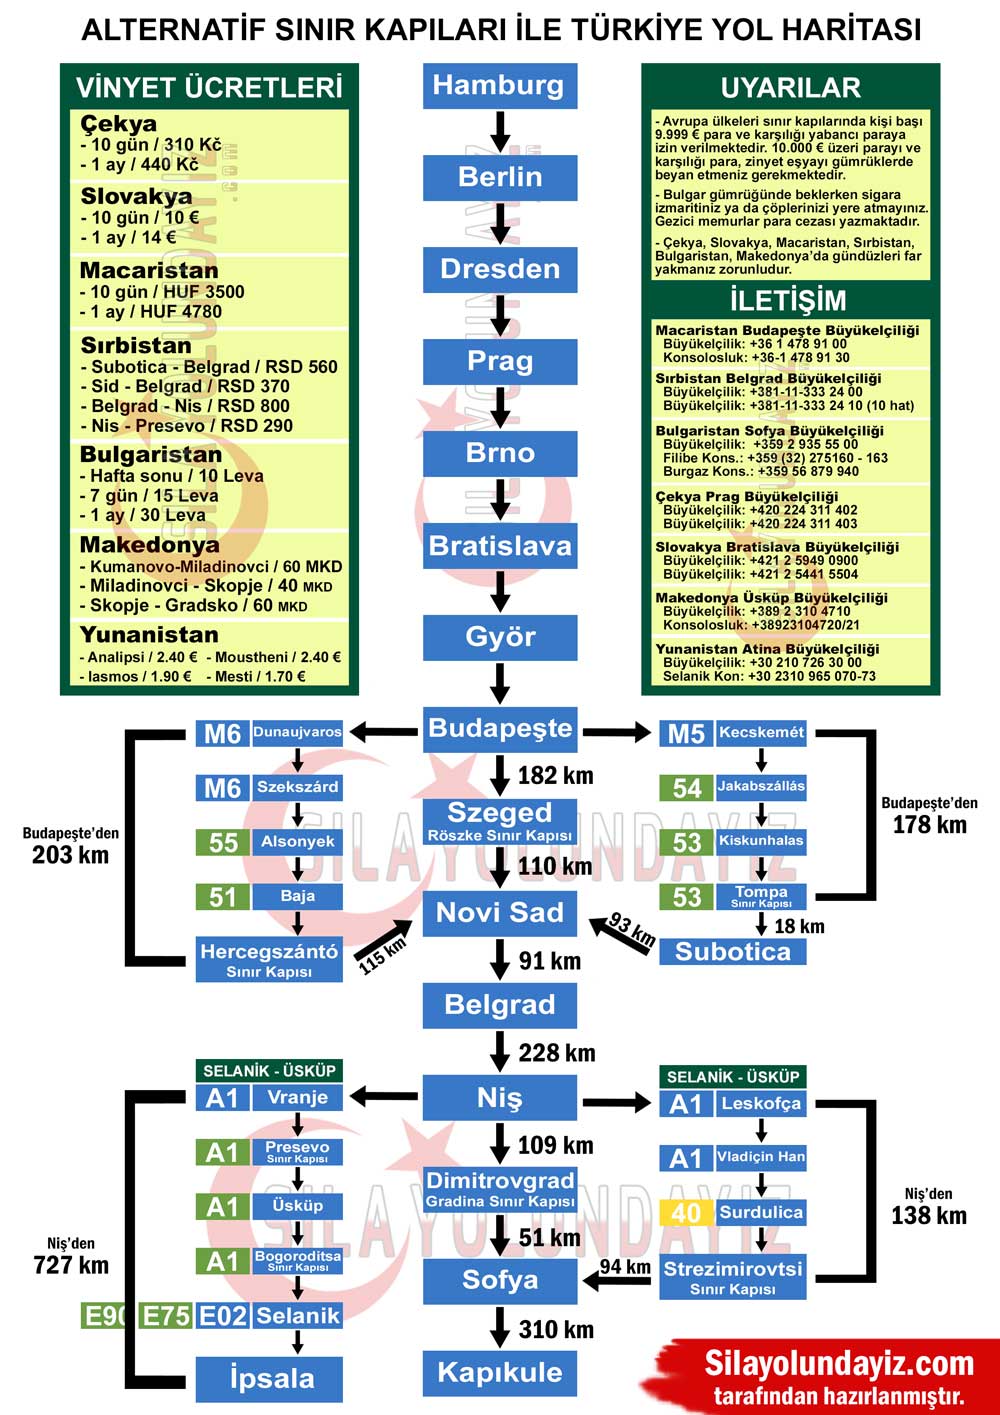 ALTERNATİF SINIR KAPILARI İLE TÜRKİYE YOL HARİTASI
VİNYET ÜCRETLERİ
Çekya
- 10 gün / 310 Kč
- 1 ay / 440 Kč
Slovakya
- 10 gün / 10 €
- 1 ay / 14 €
Macaristan
- 10 gün / HUF 3500
- 1 ay / HUF 4780
Sırbistan
- Subotica - Belgrad / RSD 560
- Sid - Belgrad / RSD 370
- Belgrad - Nis / RSD 800
- Nis - Presevo / RSD 290
Bulgaristan
- Hafta sonu / 10 Leva
- 7 gün / 15 Leva
- 1 ay / 30 Leva
Makedonya
- Kumanovo-Miladinovci / 60 MKD
- Miladinovci - Skopje / 40 MKD
- Skopje - Gradsko / 60 MKD
Yunanistan
- Analipsi / 2.40 € - Moustheni / 2.40 €
- Iasmos / 1.90 € - Mesti / 1.70 €
Hamburg
Berlin
Dresden
Prag
Brno
Bratislava
Györ
UYARILAR
- Avrupa ülkeleri sınır kapılarında kişi başı
9.999 € para ve karşılığı yabancı paraya
izin verilmektedir. 10.000 € üzeri parayı ve
karşılığı para, zinyet eşyayı gümrüklerde
beyan etmeniz gerekmektedir.
- Bulgar gümrüğünde beklerken sigara
izmaritiniz ya da çöplerinizi yere atmayınız.
Gezici memurlar para cezası yazmaktadır.
- Çekya, Slovakya, Macaristan, Sırbistan,
Bulgaristan, Makedonya'da gündüzleri far
yakmanız zorunludur.
İLETİŞİM
Macaristan Budapeşte Büyükelçiliği
Büyükelçilik: +36 1 478 91 00
Konsolosluk: +36-1 478 91 30
Sırbistan Belgrad Büyükelçiliği
Büyükelçilik: +381-11-333 24 00
Büyükelçilik: +381-11-333 24 10 (10 hat)
Bulgaristan Sofya Büyükelçiliği
Büyükelçilik: +359 2 935 55 00
Filibe Kons.: +359 (32) 275160 - 163
Burgaz Kons.: +359 56 879 940
Çekya Prag Büyükelçiliği
Büyükelçilik: +420 224 311 402
Büyükelçilik: +420 224 311 403
Slovakya Bratislava Büyükelçiliği
Büyükelçilik: +421 2 5949 0900
Büyükelçilik: +421 2 5441 5504
Makedonya Üsküp Büyükelçiliği
Büyükelçilik: +389 2 310 4710
Konsolosluk: +38923104720/21
Yunanistan Atina Büyükelçiliği
Büyükelçilik: +30 210 726 30 00
Selanik Kon: +30 2310 965 070-73
Budapeşte
182 km
Szeged
Röszke Sınır Kapısı
110 km
Novi Sad
91 km
Belgrad
228 km
Niş
109 km
Dimitrovgrad
Gradina Sınır Kapısı
51 km
Sofya
310 km
Kapıkule
M6 Dunaujvaros
M6 Szekszárd
55 Alsonyek
51 Baja
Hercegszántó
Sınır Kapısı
115 km
Budapeşte'den
203 km
M5 Kecskemét
54 Jakabszállás
53 Kiskunhalas
53 Tompa
Sınır Kapısı
18 km
Subotica
93 km
Budapeşte'den
178 km
SELANİK - ÜSKÜP
A1 Vranje
A1 Presevo
Sınır Kapısı
A1 Üsküp
A1 Bogoroditsa
Sınır Kapısı
E90 E75 E02 Selanik
İpsala
Niş'den
727 km
SELANİK - ÜSKÜP
A1 Leskofça
A1 Vladiçin Han
40 Surdulica
Strezimirovtsi
Sınır Kapısı
94 km
Niş'den
138 km
SILAYOLUNDAYIZ
SILAYOLUNDAYIZ
SILAYOLUNDAYIZ
SILAYOLUNDAYIZ
Silayolundayiz.com
tarafından hazırlanmıştır.